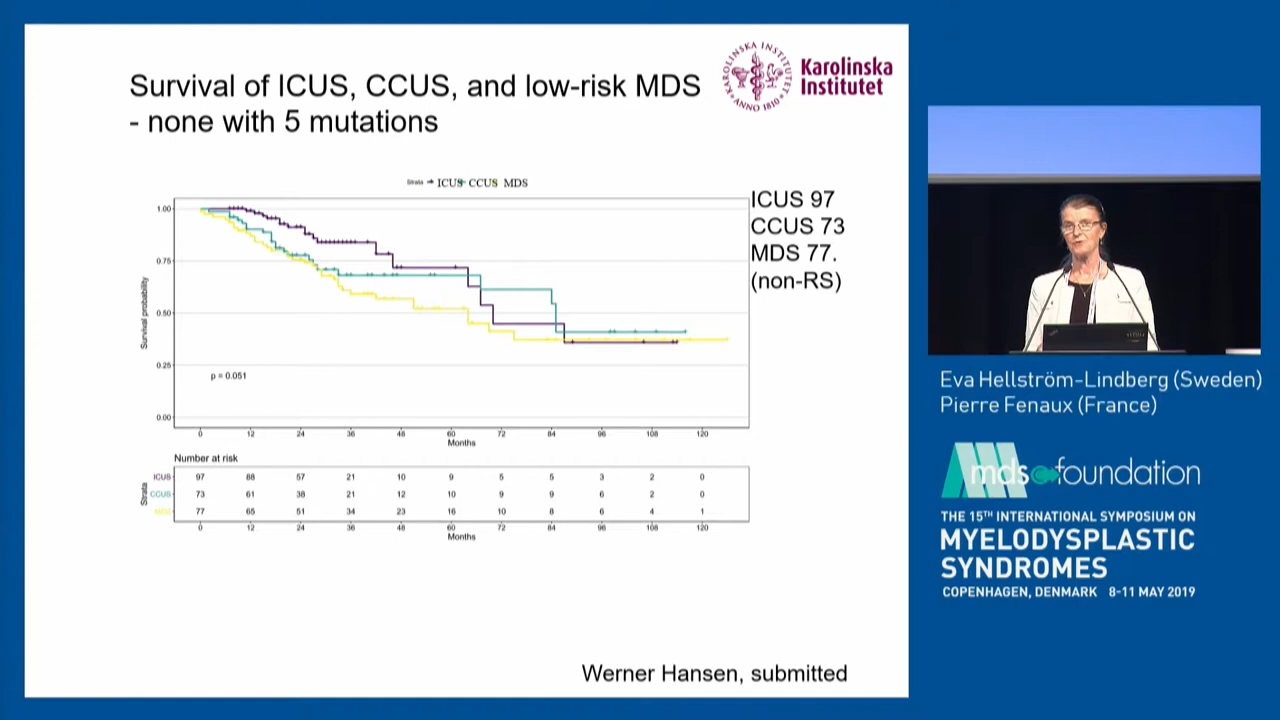 Survival of ICUS, CCUS, and low-risk MDS
- none with 5 mutations
KAROLINSKA INSTITUTET
ANNO 1810
Karolinska
Institutet
Strata ICUS CCUS MDS
ICUS 97
CCUS 73
MDS 77.
(non-RS)
Survival probability
1.00
0.75
0.50
0.25
0.00
p = 0.051
0 12 24 36 48 60 72 84 96 108 120
Months
Number at risk
Strata
ICUS 97 88 57 21 10 9 5 5 3 2 0
CCUS 73 61 38 21 12 10 9 9 6 2 0
MDS 77 65 51 34 23 16 10 8 6 4 1
0 12 24 36 48 60 72 84 96 108 120
Months
Werner Hansen, submitted
Eva Hellström-Lindberg (Sweden)
Pierre Fenaux (France)
mds foundation
THE 15TH INTERNATIONAL SYMPOSIUM ON
MYELODYSPLASTIC
SYNDROMES
COPENHAGEN, DENMARK 8-11 MAY 2019